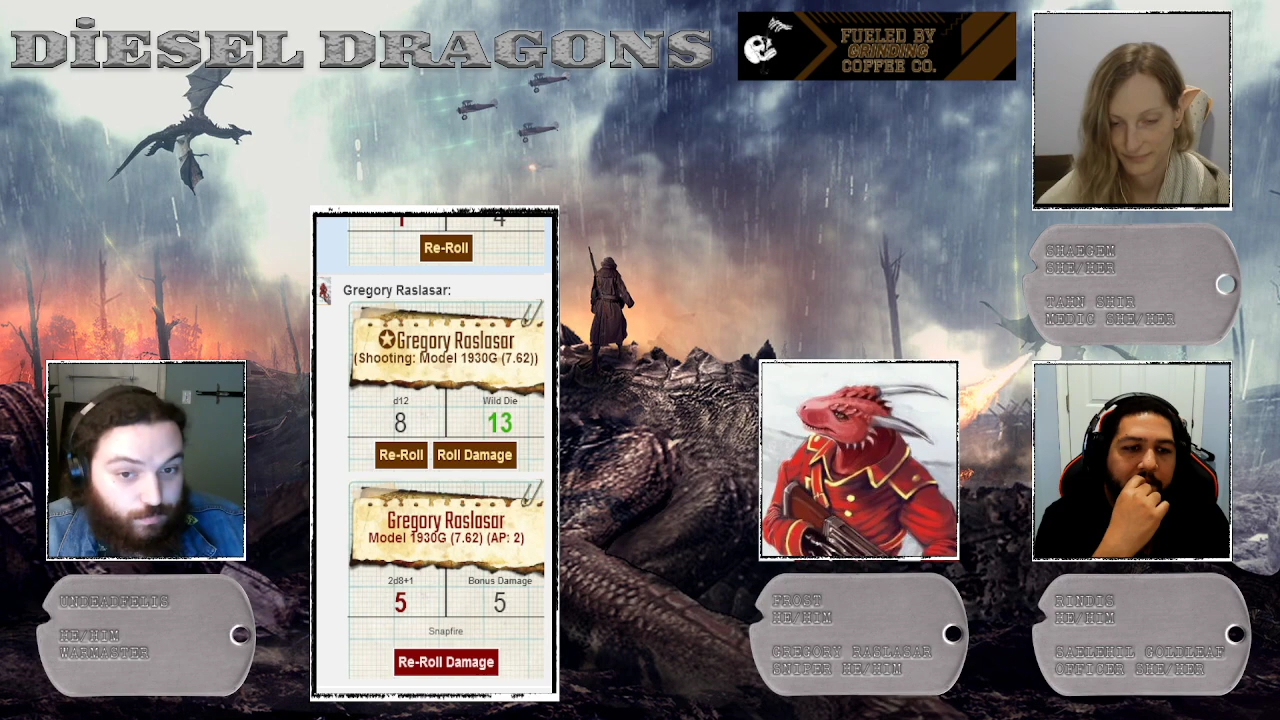 DIESEL DRAGONS
FUELED BY
GRINDING
COFFEE CO.
SHAEGEM
SHE/HER
TAHN SHIR
MEDIC SHE/HER
4
Re-Roll
Gregory Raslasar:
Gregory Raslasar
(Shooting: Model 1930G (7.62))
d12
Wild Die
8
13
Re-Roll
Roll Damage
Gregory Raslasar
Model 1930G (7.62) (AP: 2)
2d8+1
Bonus Damage
5
5
Snapfire
Re-Roll Damage
UNDEADFELIS
HE/HIM
WARMASTER
FROST
HE/HIM
GREGORY RASLASAR
SNIPER HE/HIM
RINDIS
HE/HIM
GAELEHIL GOLDLEAF
OFFICER SHE/HER